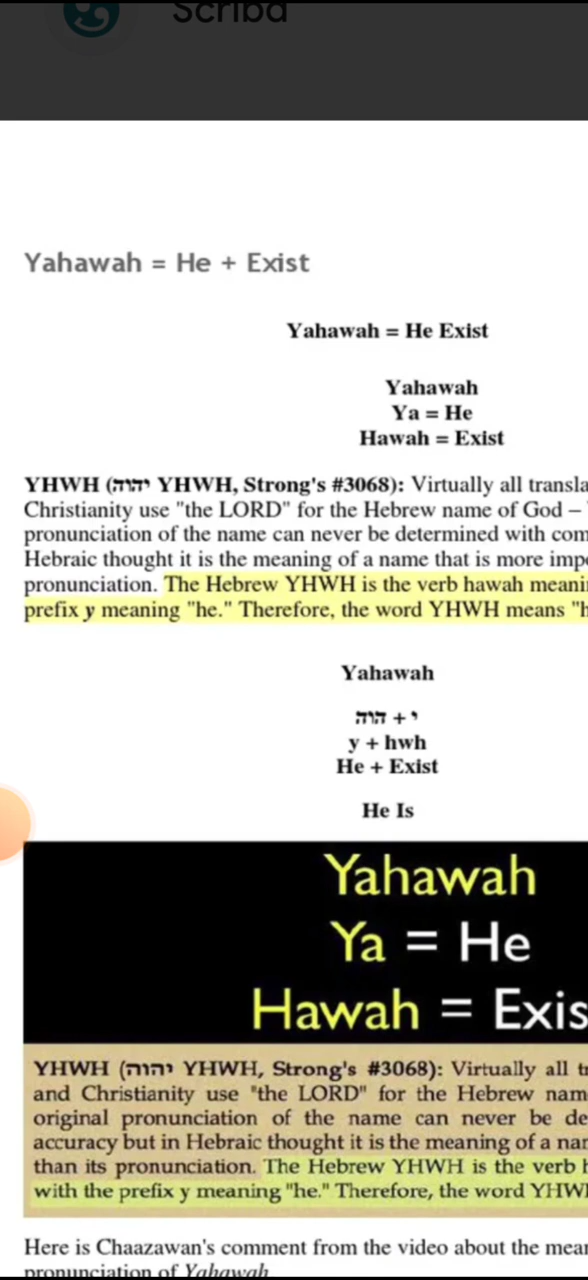 Scribd
Yahawah = He + Exist
Yahawah = He Exist
Yahawah
Ya = He
Hawah = Exist
YHWH (יהוה YHWH, Strong's #3068): Virtually all transla
Christianity use "the LORD" for the Hebrew name of God –
pronunciation of the name can never be determined with com
Hebraic thought it is the meaning of a name that is more imp
pronunciation. The Hebrew YHWH is the verb hawah meani
prefix y meaning "he." Therefore, the word YHWH means "h
Yahawah
י + הוה
y + hwh
He + Exist
He Is
Yahawah
Ya = He
Hawah = Exis
YHWH (יהוה YHWH, Strong's #3068): Virtually all t
and Christianity use "the LORD" for the Hebrew nam
original pronunciation of the name can never be de
accuracy but in Hebraic thought it is the meaning of a nar
than its pronunciation. The Hebrew YHWH is the verb h
with the prefix y meaning "he." Therefore, the word YHW
Here is Chaazawan's comment from the video about the mear
pronunciation of Yahawah